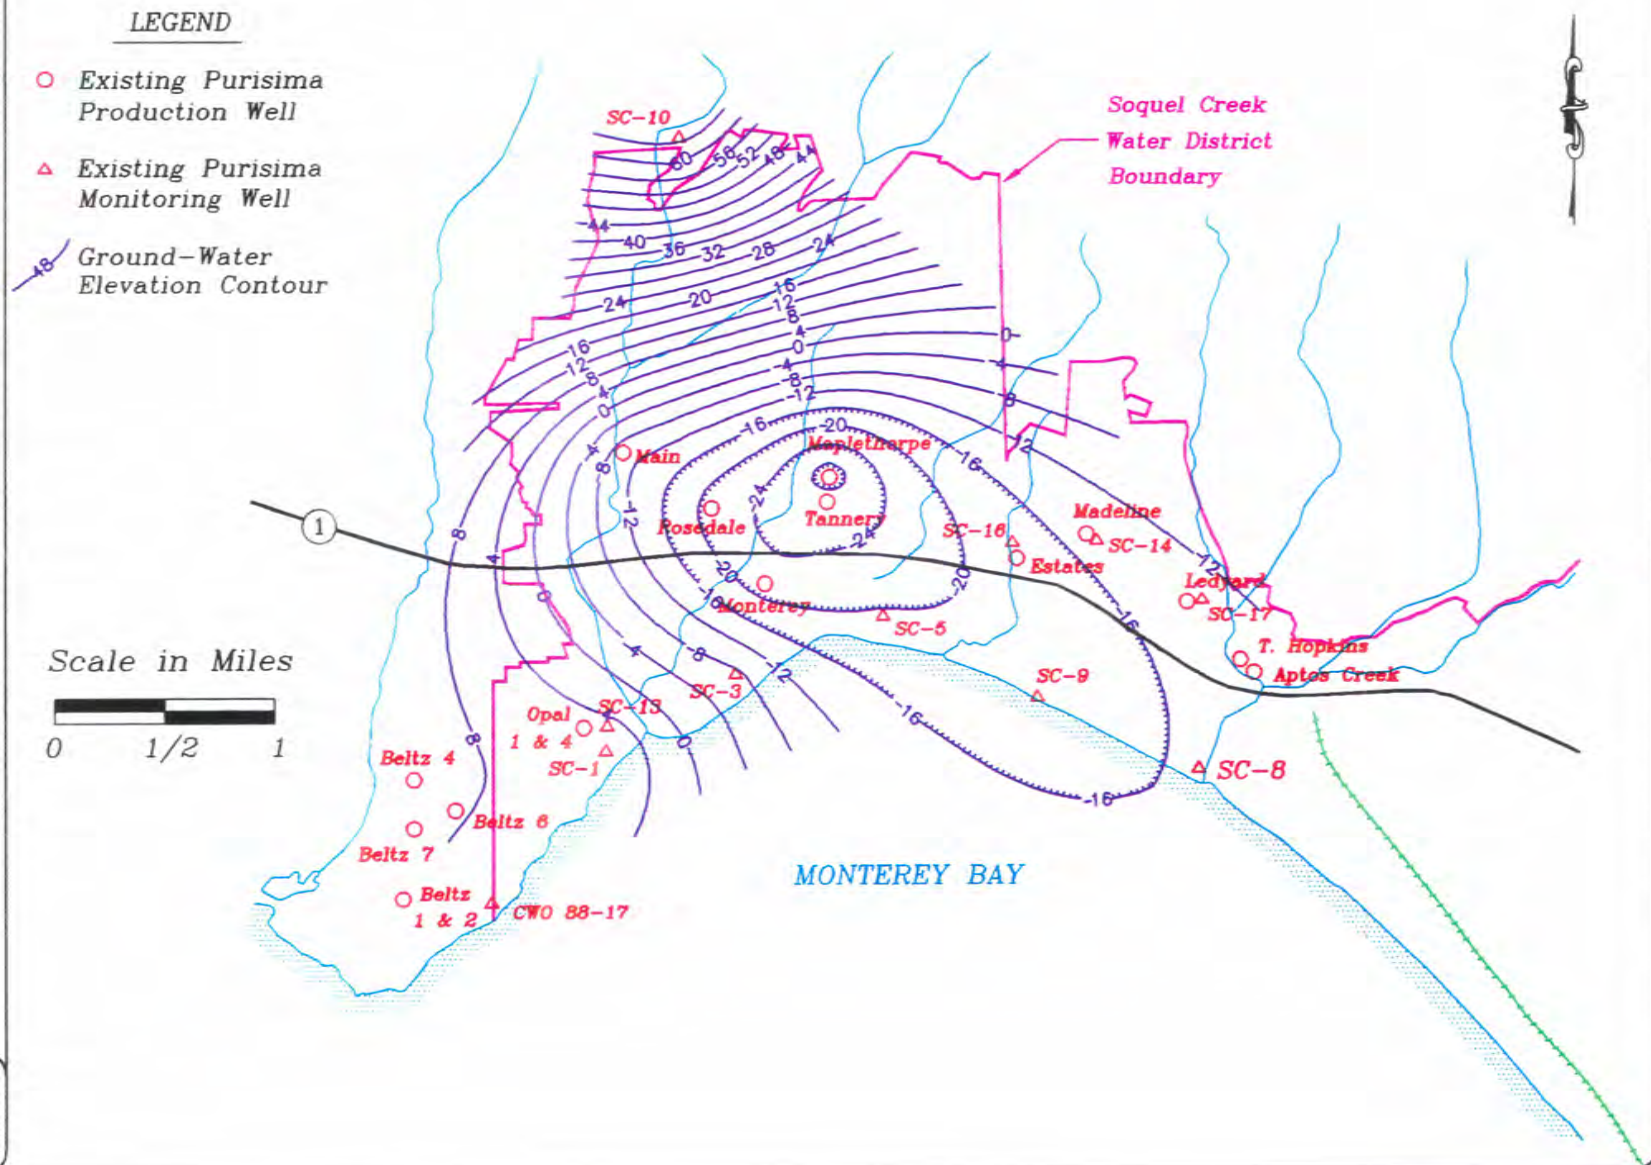 LEGEND
Existing Purisima
Production Well
Existing Purisima
Monitoring Well
48
Ground-Water
Elevation Contour
SC-10
Soquel Creek
Water District
Boundary
60
56
52
48
44
44
40
36
32
28
24
24
20
16
12
8
4
0
0
-4
-8
-12
16
12
8
4
0
-4
-8
-12
-4
-8
-12
-16
-20
-16
Main
Maplethorpe
Tannery
-24
-24
Rosedale
Monterey
-20
-16
-20
SC-5
SC-16
Estates
Madeline
SC-14
-12
Ledyard
SC-17
-16
T. Hopkins
Aptos Creek
1
8
4
0
-4
-8
-12
SC-3
SC-9
-16
-16
SC-8
Scale in Miles
0 1/2 1
Opal
1 & 4
SC-13
SC-1
0
8
Beltz 4
Beltz 6
Beltz 7
Beltz
1 & 2
CWO 88-17
MONTEREY BAY